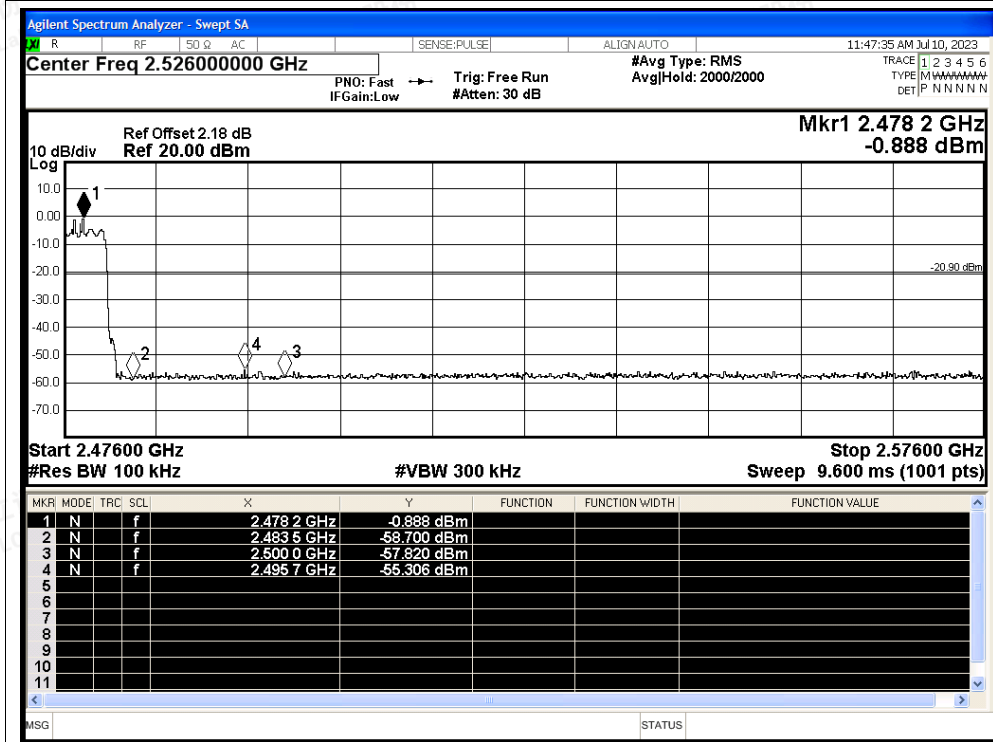 Agilent Spectrum Analyzer - Swept SA
LXI R RF 50 Ω AC SENSE:PULSE ALIGN AUTO 11:47:35 AM Jul 10, 2023
Center Freq 2.526000000 GHz #Avg Type: RMS TRACE 1 2 3 4 5 6
PNO: Fast Trig: Free Run Avg|Hold: 2000/2000 TYPE M
IFGain:Low #Atten: 30 dB DET P N N N N N
Mkr1 2.478 2 GHz
Ref Offset 2.18 dB
10 dB/div Ref 20.00 dBm -0.888 dBm
Log
10.0
1
0.00
-10.0
-20.0
-20.90 dBm
-30.0
-40.0
-50.0
2 4 3
-60.0
-70.0
Start 2.47600 GHz Stop 2.57600 GHz
#Res BW 100 kHz #VBW 300 kHz Sweep 9.600 ms (1001 pts)
MKR MODE TRC SCL X Y FUNCTION FUNCTION WIDTH FUNCTION VALUE
1 N f 2.478 2 GHz -0.888 dBm
2 N f 2.483 5 GHz -58.700 dBm
3 N f 2.500 0 GHz -57.820 dBm
4 N f 2.495 7 GHz -55.306 dBm
5
6
7
8
9
10
11
MSG STATUS